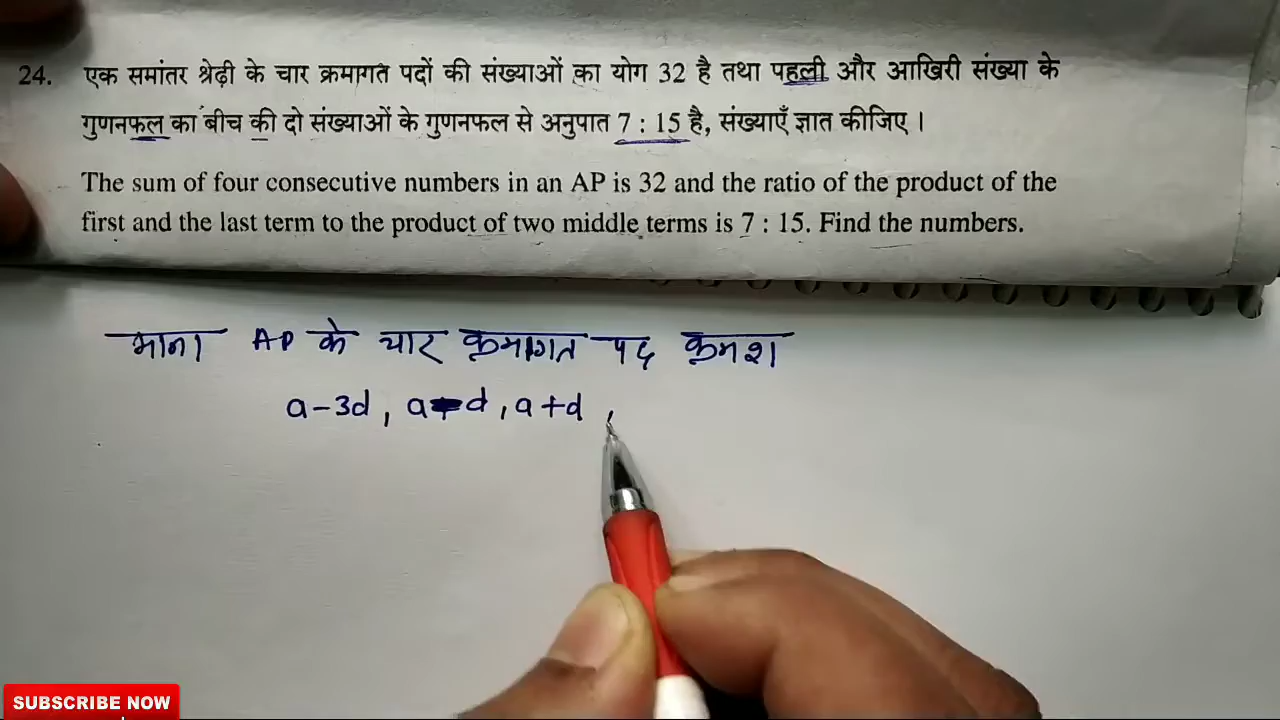 24. एक समांतर श्रेढ़ी के चार क्रमागत पदों की संख्याओं का योग 32 है तथा पहली और आखिरी संख्या के
गुणनफल का बीच की दो संख्याओं के गुणनफल से अनुपात 7 : 15 है, संख्याएँ ज्ञात कीजिए ।
The sum of four consecutive numbers in an AP is 32 and the ratio of the product of the
first and the last term to the product of two middle terms is 7 : 15. Find the numbers.
माना AP के चार क्रमागत पद क्रमश
a-3d, a-d, a+d,
SUBSCRIBE NOW